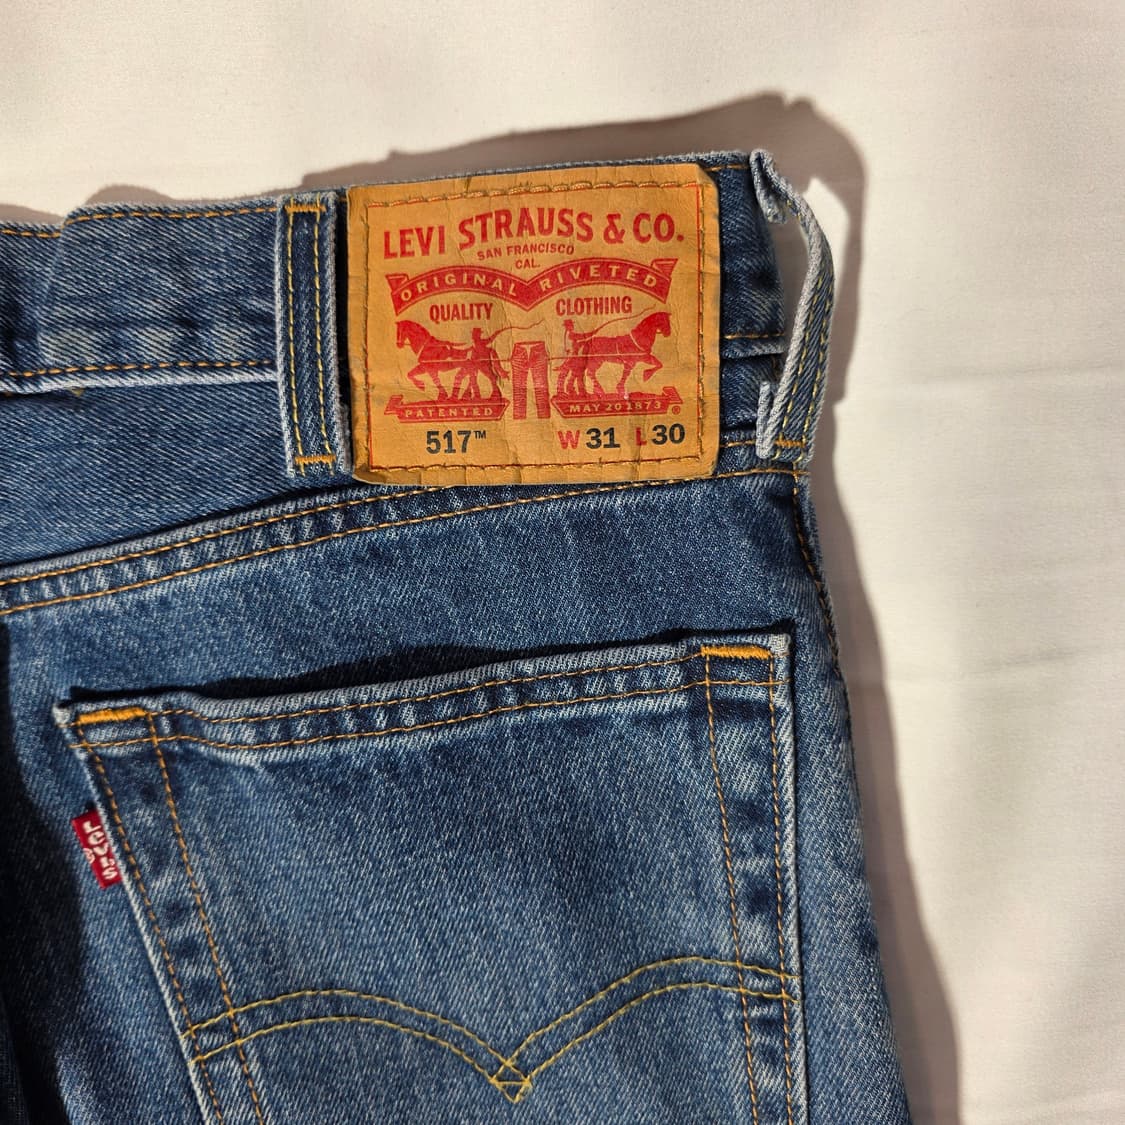 LEVI STRAUSS & CO.
SAN FRANCISCO
CAL.
ORIGINAL RIVETED
QUALITY CLOTHING
PATENTED MAY 20 1873 ®
517™ W 31 L 30
LEVI'S